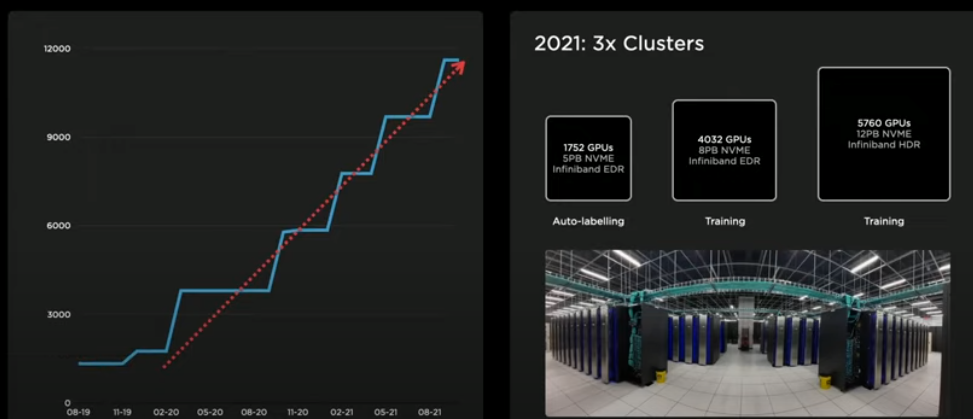 12000
9000
6000
3000
0
08-19 11-19 02-20 05-20 08-20 11-20 02-21 05-21 08-21
2021: 3x Clusters
1752 GPUs
5PB NVME
Infiniband EDR
Auto-labelling
4032 GPUs
8PB NVME
Infiniband EDR
Training
5760 GPUs
12PB NVME
Infiniband HDR
Training